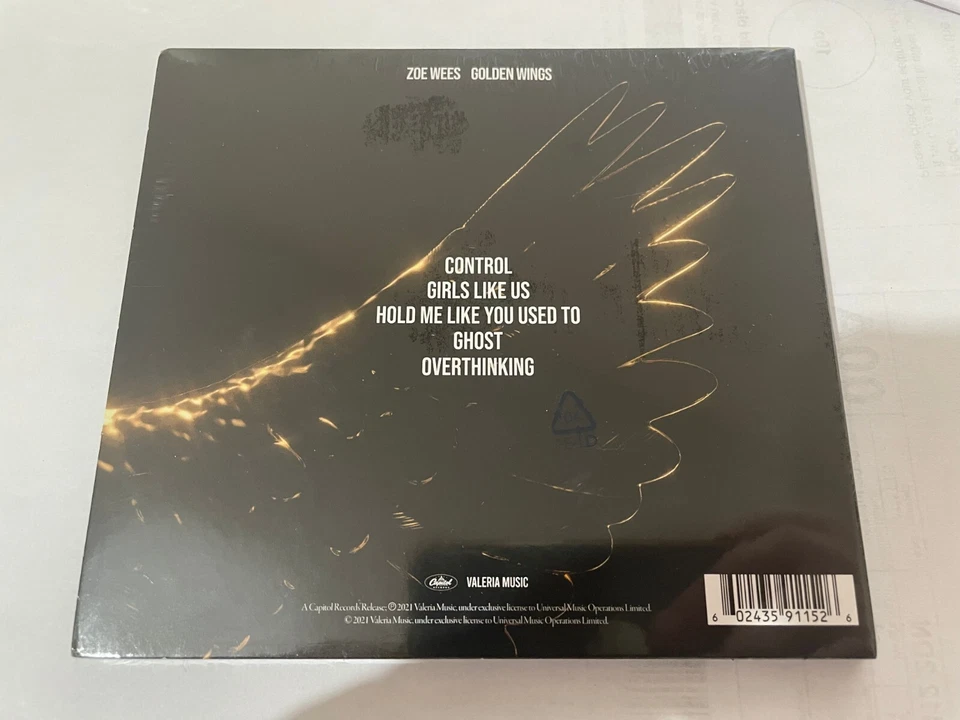 ZOE WEES GOLDEN WINGS
CONTROL
GIRLS LIKE US
HOLD ME LIKE YOU USED TO
GHOST
OVERTHINKING
Capitol
RECORDS
VALERIA MUSIC
A Capitol Records Release; ℗ 2021 Valeria Music, under exclusive license to Universal Music Operations Limited.
© 2021 Valeria Music, under exclusive license to Universal Music Operations Limited.
6 02435 91152 6